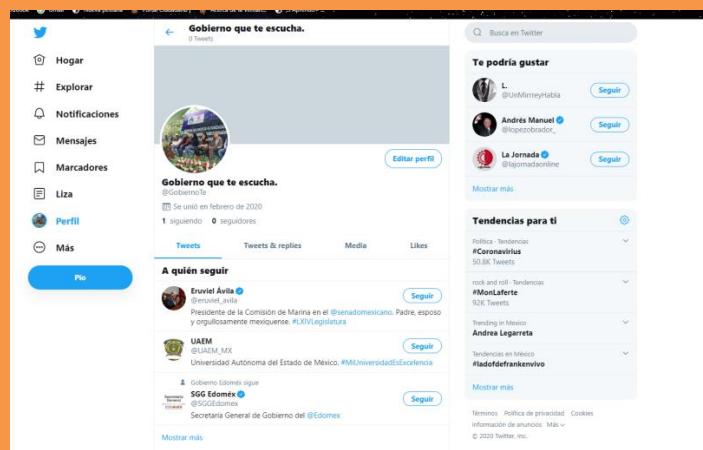 Gobierno que te escucha.
0 Tweets
Hogar
Explorar
Notificaciones
Mensajes
Marcadores
Liza
Perfil
Más
Pío
Editar perfil
Gobierno que te escucha.
@GobiernoTe
Se unió en febrero de 2020
1 siguiendo 0 seguidores
Tweets Tweets & replies Media Likes
A quién seguir
Eruviel Ávila
@eruviel_avila
Seguir
Presidente de la Comisión de Marina en el @senadomexicano. Padre, esposo
y orgullosamente mexiquense. #LXIVLegislatura
UAEM
@UAEM_MX
Seguir
Universidad Autónoma del Estado de México. #MiUniversidadEsExcelencia
Gobierno Edoméx sigue
SGG Edoméx
@SGGEdomex
Seguir
Secretaría General de Gobierno del @Edomex
Mostrar más
Busca en Twitter
Te podría gustar
L.
@UnMirreyHabla
Seguir
Andrés Manuel
@lopezobrador_
Seguir
La Jornada
@lajornadaonline
Seguir
Mostrar más
Tendencias para ti
Política · Tendencias
#Coronavirius
50.8K Tweets
rock and roll · Tendencias
#MonLaferte
92K Tweets
Trending in Mexico
Andrea Legarreta
Tendencias en México
#ladofdefrankenvivo
Mostrar más
Términos Política de privacidad Cookies
Información de anuncios Más
© 2020 Twitter, Inc.